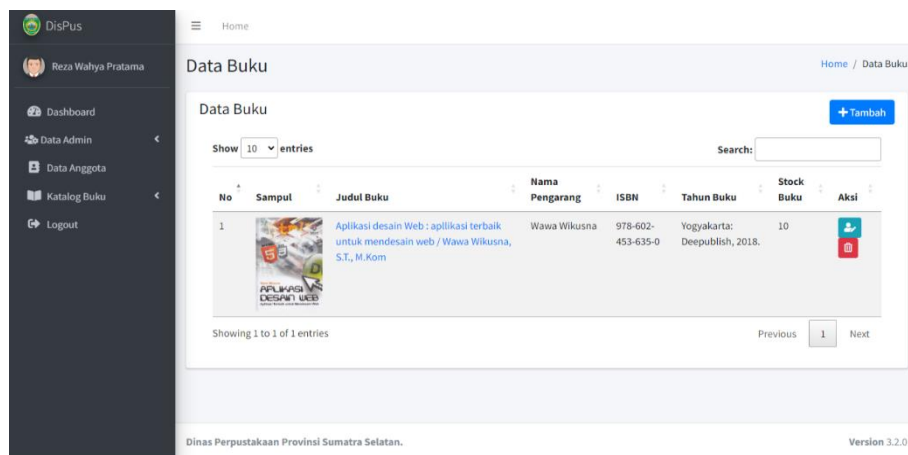 DisPus
Home
Reza Wahya Pratama
Data Buku
Home / Data Buku
Dashboard
Data Admin
Data Anggota
Katalog Buku
Logout
Data Buku
+ Tambah
Show 10 entries
Search:
No
Sampul
Judul Buku
Nama
Pengarang
ISBN
Tahun Buku
Stock
Buku
Aksi
1
APLIKASI
DESAIN WEB
Aplikasi desain Web : apllikasi terbaik
untuk mendesain web / Wawa Wikusna,
S.T., M.Kom
Wawa Wikusna
978-602-
453-635-0
Yogyakarta:
Deepublish, 2018.
10
Showing 1 to 1 of 1 entries
Previous 1 Next
Dinas Perpustakaan Provinsi Sumatra Selatan.
Version 3.2.0